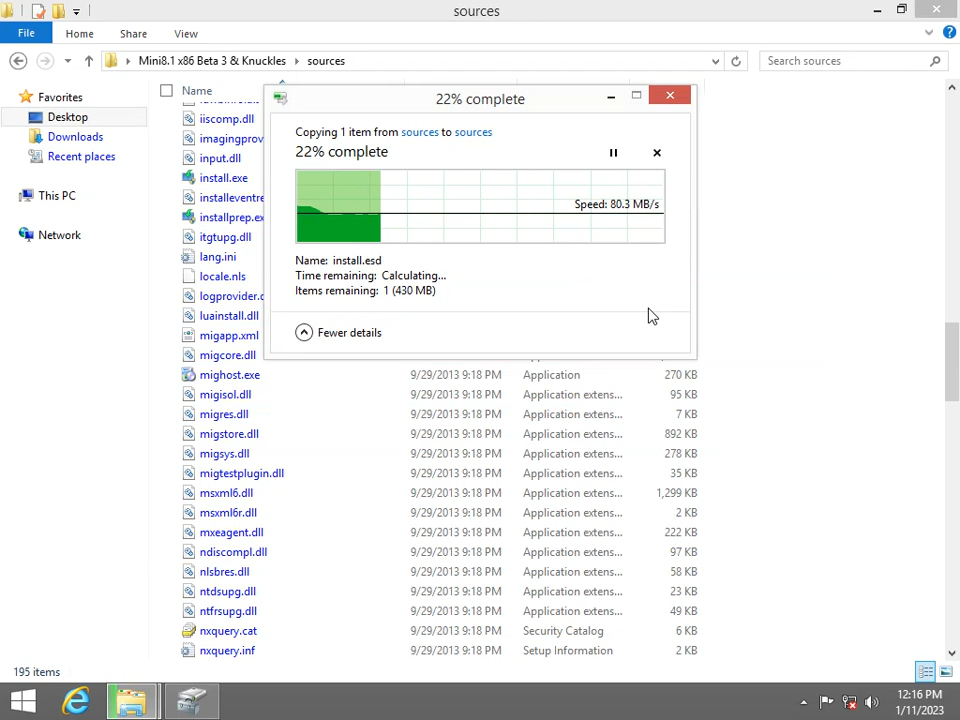 sources
File
Home
Share
View
Mini8.1 x86 Beta 3 & Knuckles
sources
Search sources
Favorites
Desktop
Downloads
Recent places
This PC
Network
Name
iiscomp.dll
imagingprov
input.dll
install.exe
installeventre
installprep.ex
itgtupg.dll
lang.ini
locale.nls
logprovider.d
luainstall.dll
migapp.xml
migcore.dll
22% complete
Copying 1 item from sources to sources
22% complete
Speed: 80.3 MB/s
Name: install.esd
Time remaining: Calculating...
Items remaining: 1 (430 MB)
Fewer details
mighost.exe 9/29/2013 9:18 PM Application 270 KB
migisol.dll 9/29/2013 9:18 PM Application extens... 95 KB
migres.dll 9/29/2013 9:18 PM Application extens... 7 KB
migstore.dll 9/29/2013 9:18 PM Application extens... 892 KB
migsys.dll 9/29/2013 9:18 PM Application extens... 278 KB
migtestplugin.dll 9/29/2013 9:18 PM Application extens... 35 KB
msxml6.dll 9/29/2013 9:18 PM Application extens... 1,299 KB
msxml6r.dll 9/29/2013 9:18 PM Application extens... 2 KB
mxeagent.dll 9/29/2013 9:18 PM Application extens... 222 KB
ndiscompl.dll 9/29/2013 9:18 PM Application extens... 97 KB
nlsbres.dll 9/29/2013 9:18 PM Application extens... 58 KB
ntdsupg.dll 9/29/2013 9:18 PM Application extens... 23 KB
ntfrsupg.dll 9/29/2013 9:18 PM Application extens... 49 KB
nxquery.cat 9/29/2013 9:18 PM Security Catalog 6 KB
nxquery.inf 9/29/2013 9:18 PM Setup Information 2 KB
195 items
12:16 PM
1/11/2023